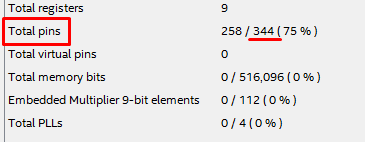 Total registers 9
Total pins 258 / 344 ( 75 % )
Total virtual pins 0
Total memory bits 0 / 516,096 ( 0 % )
Embedded Multiplier 9-bit elements 0 / 112 ( 0 % )
Total PLLs 0 / 4 ( 0 % )